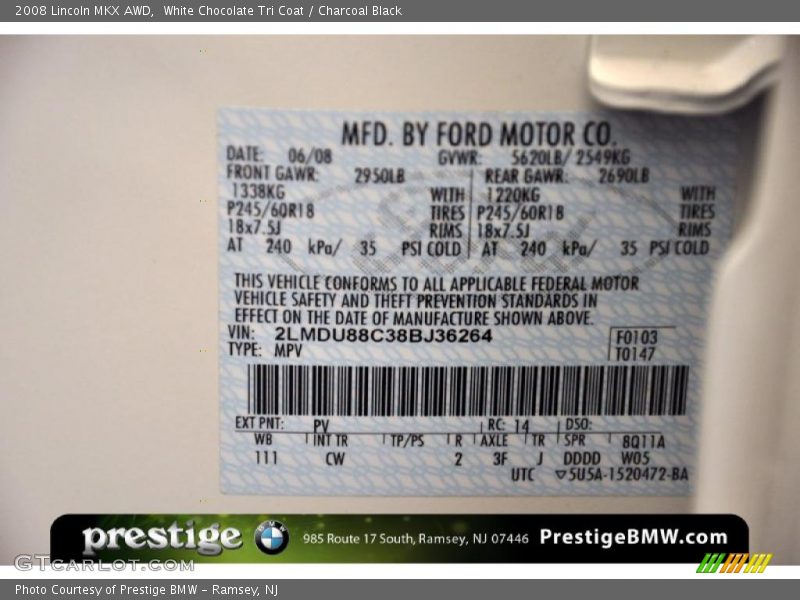 2008 Lincoln MKX AWD, White Chocolate Tri Coat / Charcoal Black
MFD. BY FORD MOTOR CO.
DATE: 06/08 GVWR: 5620LB/ 2549KG
FRONT GAWR: 2950LB REAR GAWR: 2690LB
1338KG WITH 1220KG WITH
P245/60R18 TIRES P245/60R18 TIRES
18x7.5J RIMS 18x7.5J RIMS
AT 240 kPa/ 35 PSI COLD AT 240 kPa/ 35 PSI COLD
THIS VEHICLE CONFORMS TO ALL APPLICABLE FEDERAL MOTOR
VEHICLE SAFETY AND THEFT PREVENTION STANDARDS IN
EFFECT ON THE DATE OF MANUFACTURE SHOWN ABOVE.
VIN: 2LMDU88C38BJ36264 F0103
TYPE: MPV T0147
EXT PNT: PV RC: 14 DSO:
WB INT TR TP/PS R AXLE TR SPR 8Q11A
111 CW 2 3F J DDDD W05
UTC ▽5U5A-1520472-BA
prestige BMW 985 Route 17 South, Ramsey, NJ 07446 PrestigeBMW.com
GTCARLOT.COM
Photo Courtesy of Prestige BMW - Ramsey, NJ